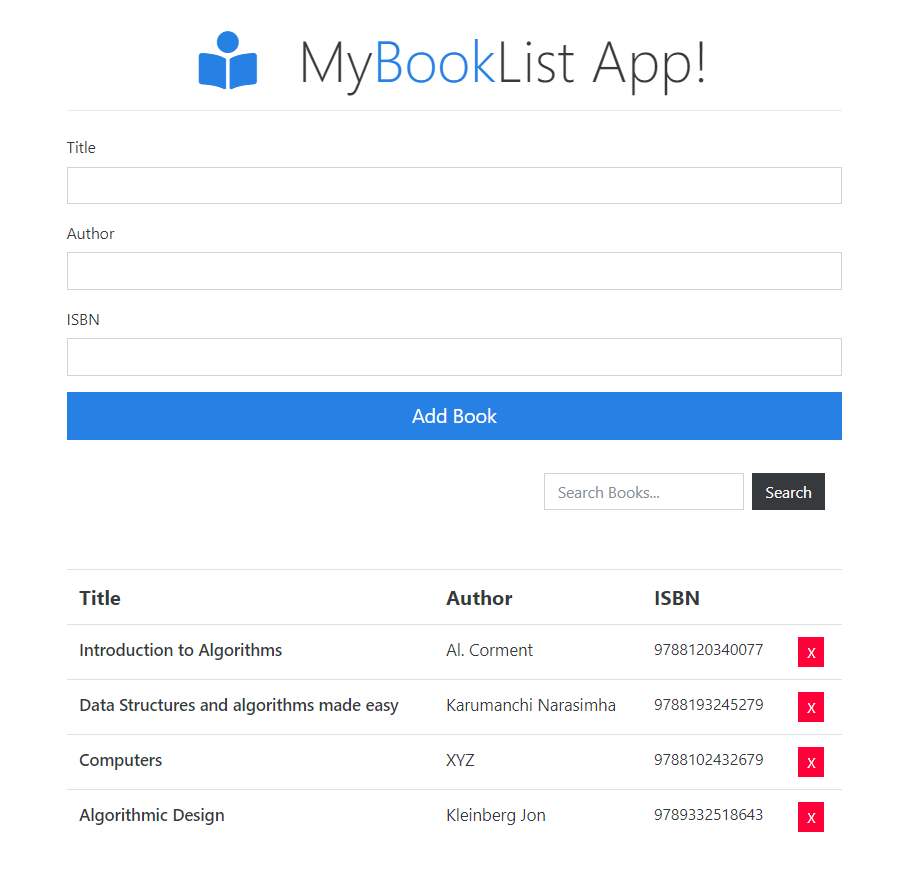 MyBookList App!
Title
Author
ISBN
Add Book
Search Books... Search
Title Author ISBN
Introduction to Algorithms Al. Corment 9788120340077 X
Data Structures and algorithms made easy Karumanchi Narasimha 9788193245279 X
Computers XYZ 9788102432679 X
Algorithmic Design Kleinberg Jon 9789332518643 X